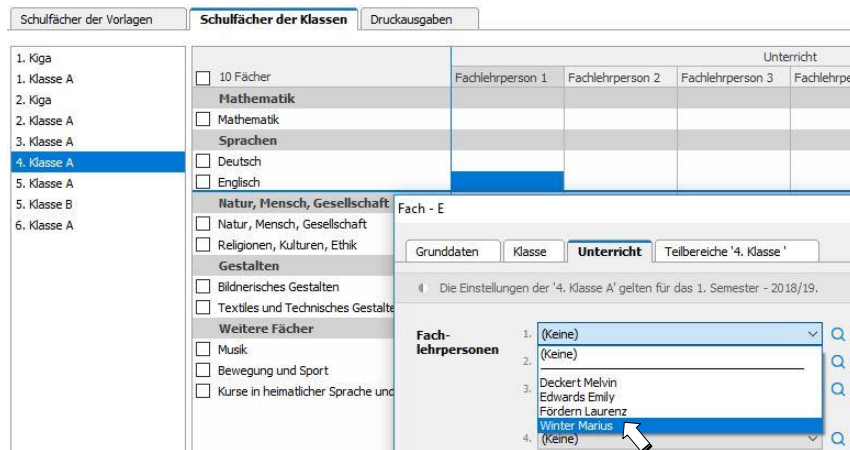 Schulfächer der Vorlagen
Schulfächer der Klassen
Druckausgaben
1. Kiga
1. Klasse A
2. Kiga
2. Klasse A
3. Klasse A
4. Klasse A
5. Klasse A
5. Klasse B
6. Klasse A
Unterricht
10 Fächer
Fachlehrperson 1
Fachlehrperson 2
Fachlehrperson 3
Fachlehrpe
Mathematik
Mathematik
Sprachen
Deutsch
Englisch
Natur, Mensch, Gesellschaft
Natur, Mensch, Gesellschaft
Religionen, Kulturen, Ethik
Gestalten
Bildnerisches Gestalten
Textiles und Technisches Gestalte
Weitere Fächer
Musik
Bewegung und Sport
Kurse in heimatlicher Sprache und
Fach - E
Grunddaten
Klasse
Unterricht
Teilbereiche '4. Klasse '
Die Einstellungen der '4. Klasse A' gelten für das 1. Semester - 2018/19.
Fach-
lehrpersonen
1. (Keine)
2. (Keine)
3.
Deckert Melvin
Edwards Emily
Fördern Laurenz
Winter Marius
4. (Keine)